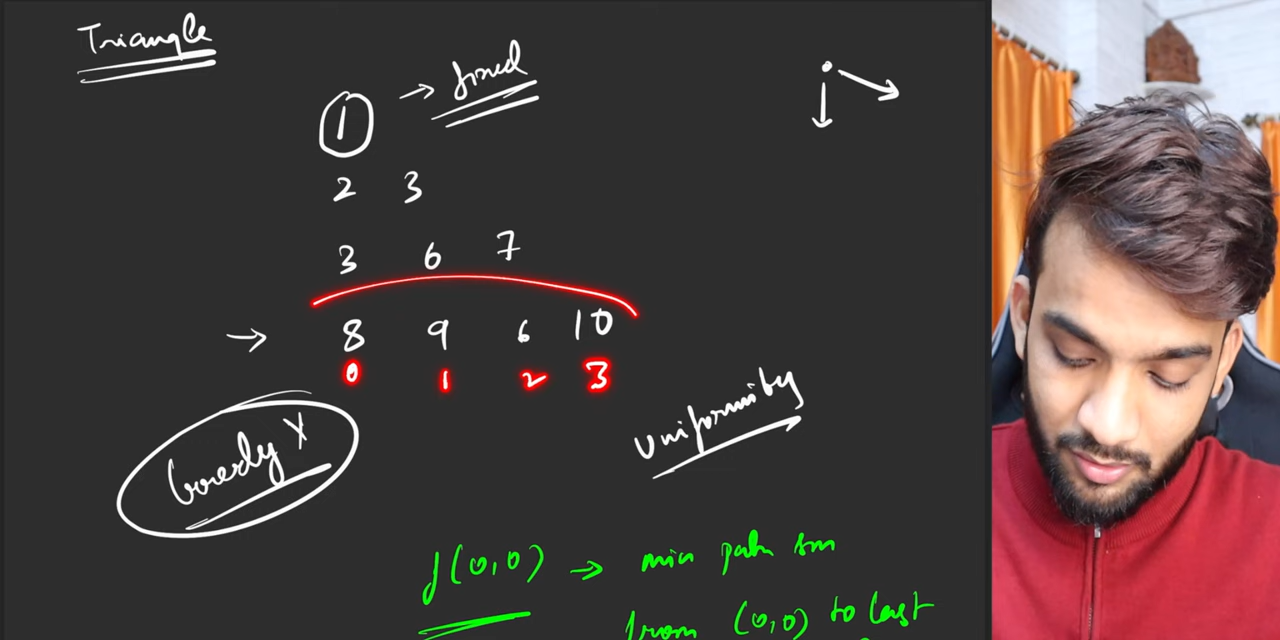 Triangle
1 → fixed
2 3
3 6 7
→ 8 9 6 10
0 1 2 3
Greedy X
Uniformity
f(0,0) → min path sum
from (0,0) to last